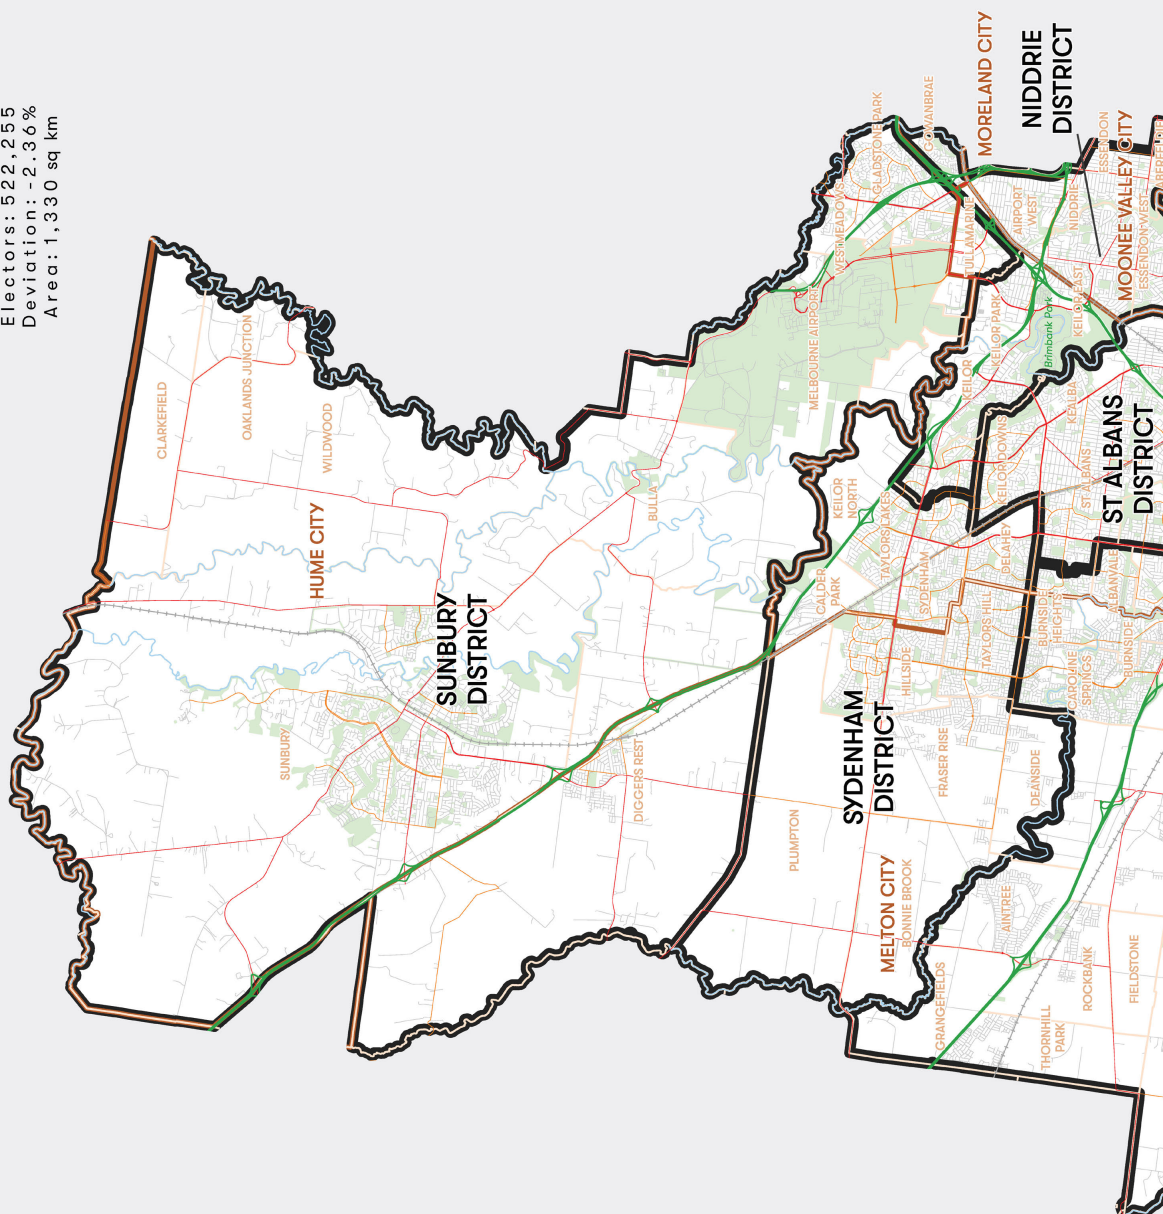 Electors: 522,255
Deviation: -2.36%
Area: 1,330 sq km
CLARKEFIELD
OAKLANDS JUNCTION
WILDWOOD
HUME CITY
SUNBURY
DISTRICT
SUNBURY
DIGGERS REST
BULLA
MELBOURNE AIRPORT
WESTMEADOWS
GLADSTONE PARK
GOWANBRAE
MORELAND CITY
NIDDRIE
DISTRICT
TULLAMARINE
AIRPORT
WEST
NIDDRIE
ESSENDON
MOONEE VALLEY CITY
ESSENDON WEST
KEILOR EAST
Brimbank Park
KEILOR PARK
KEILOR
KEALBA
KEILOR DOWNS
ST ALBANS
ST ALBANS
DISTRICT
KEILOR
NORTH
TAYLORS LAKES
CALDER
PARK
SYDENHAM
DELAHEY
TAYLORS HILL
HILLSIDE
BURNSIDE
HEIGHTS
ALBANVALE
BURNSIDE
CAROLINE
SPRINGS
SYDENHAM
DISTRICT
FRASER RISE
DEANSIDE
PLUMPTON
MELTON CITY
BONNIE BROOK
AINTREE
GRANGEFIELDS
ROCKBANK
FIELDSTONE
THORNHILL
PARK